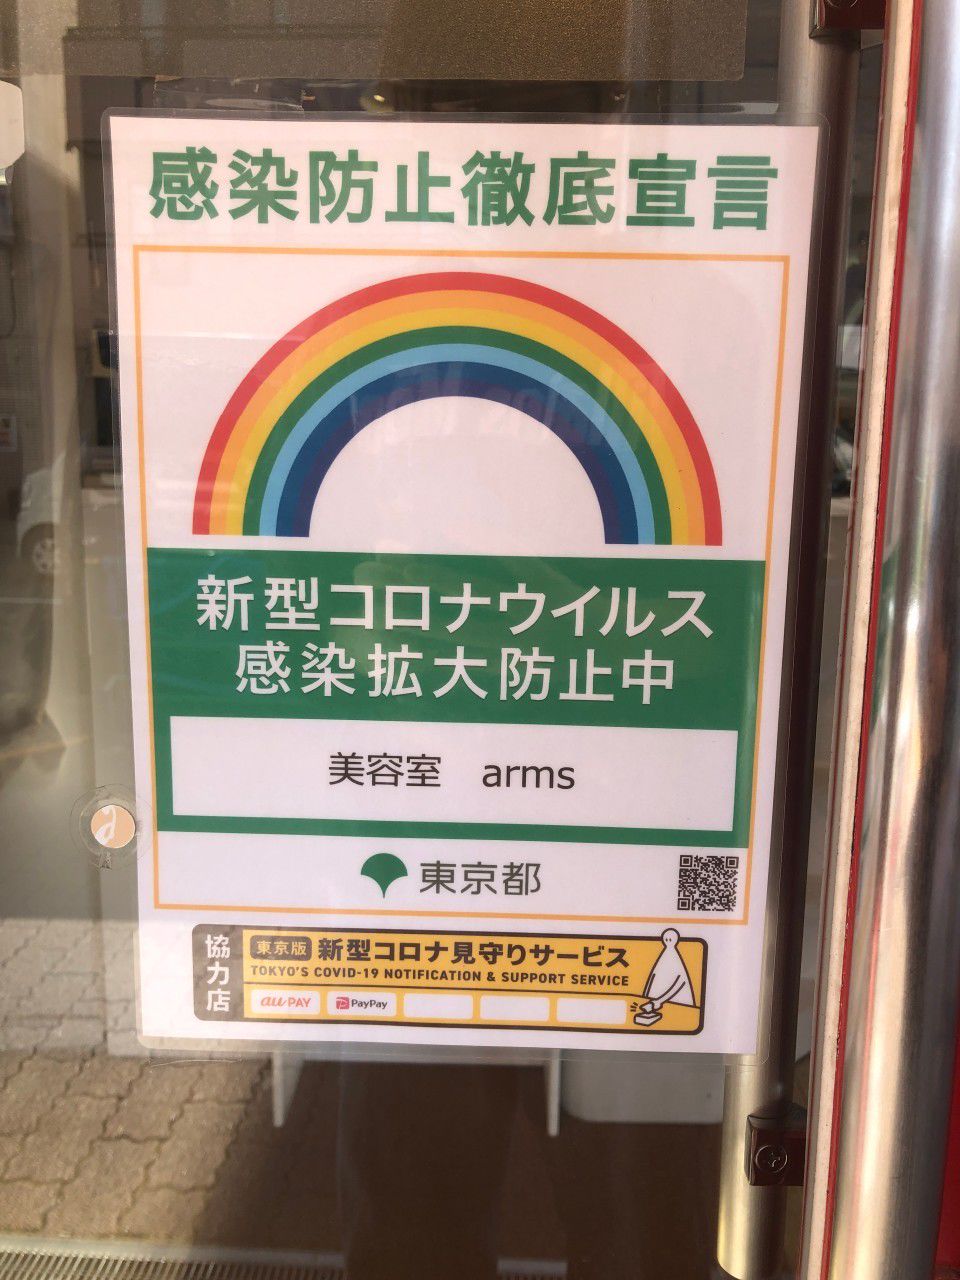 感染防止徹底宣言
新型コロナウイルス
感染拡大防止中
美容室 arms
東京都
協力店
東京版 新型コロナ見守りサービス
TOKYO'S COVID-19 NOTIFICATION & SUPPORT SERVICE
au PAY PayPay